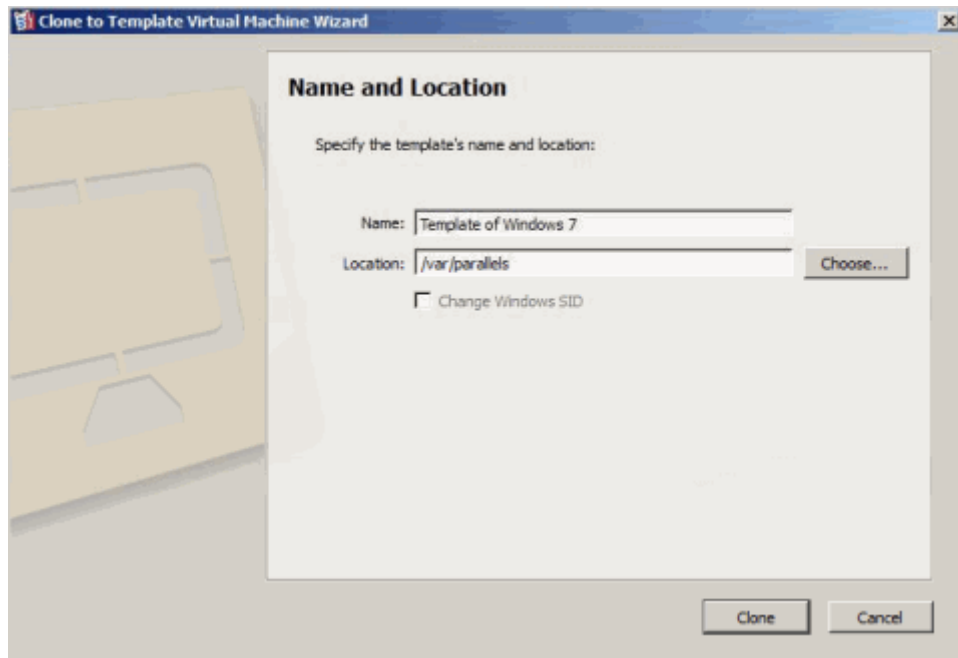 Clone to Template Virtual Machine Wizard
Name and Location
Specify the template's name and location:
Name: Template of Windows 7
Location: /var/parallels Choose...
Change Windows SID
Clone Cancel